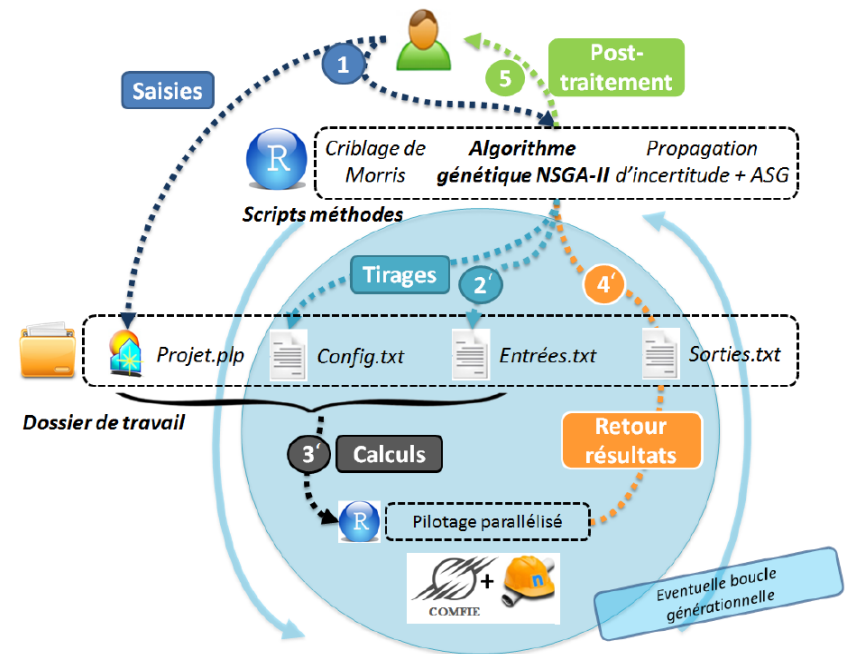 1
5
Post-
traitement
Saisies
R
Criblage de
Morris
Algorithme
génétique NSGA-II
Propagation
d'incertitude + ASG
Scripts méthodes
Tirages
2'
4'
Projet.plp
Config.txt
Entrées.txt
Sorties.txt
Dossier de travail
Retour
résultats
3'
Calculs
R
Pilotage parallélisé
+
n
COMFIE
Eventuelle boucle
générationnelle